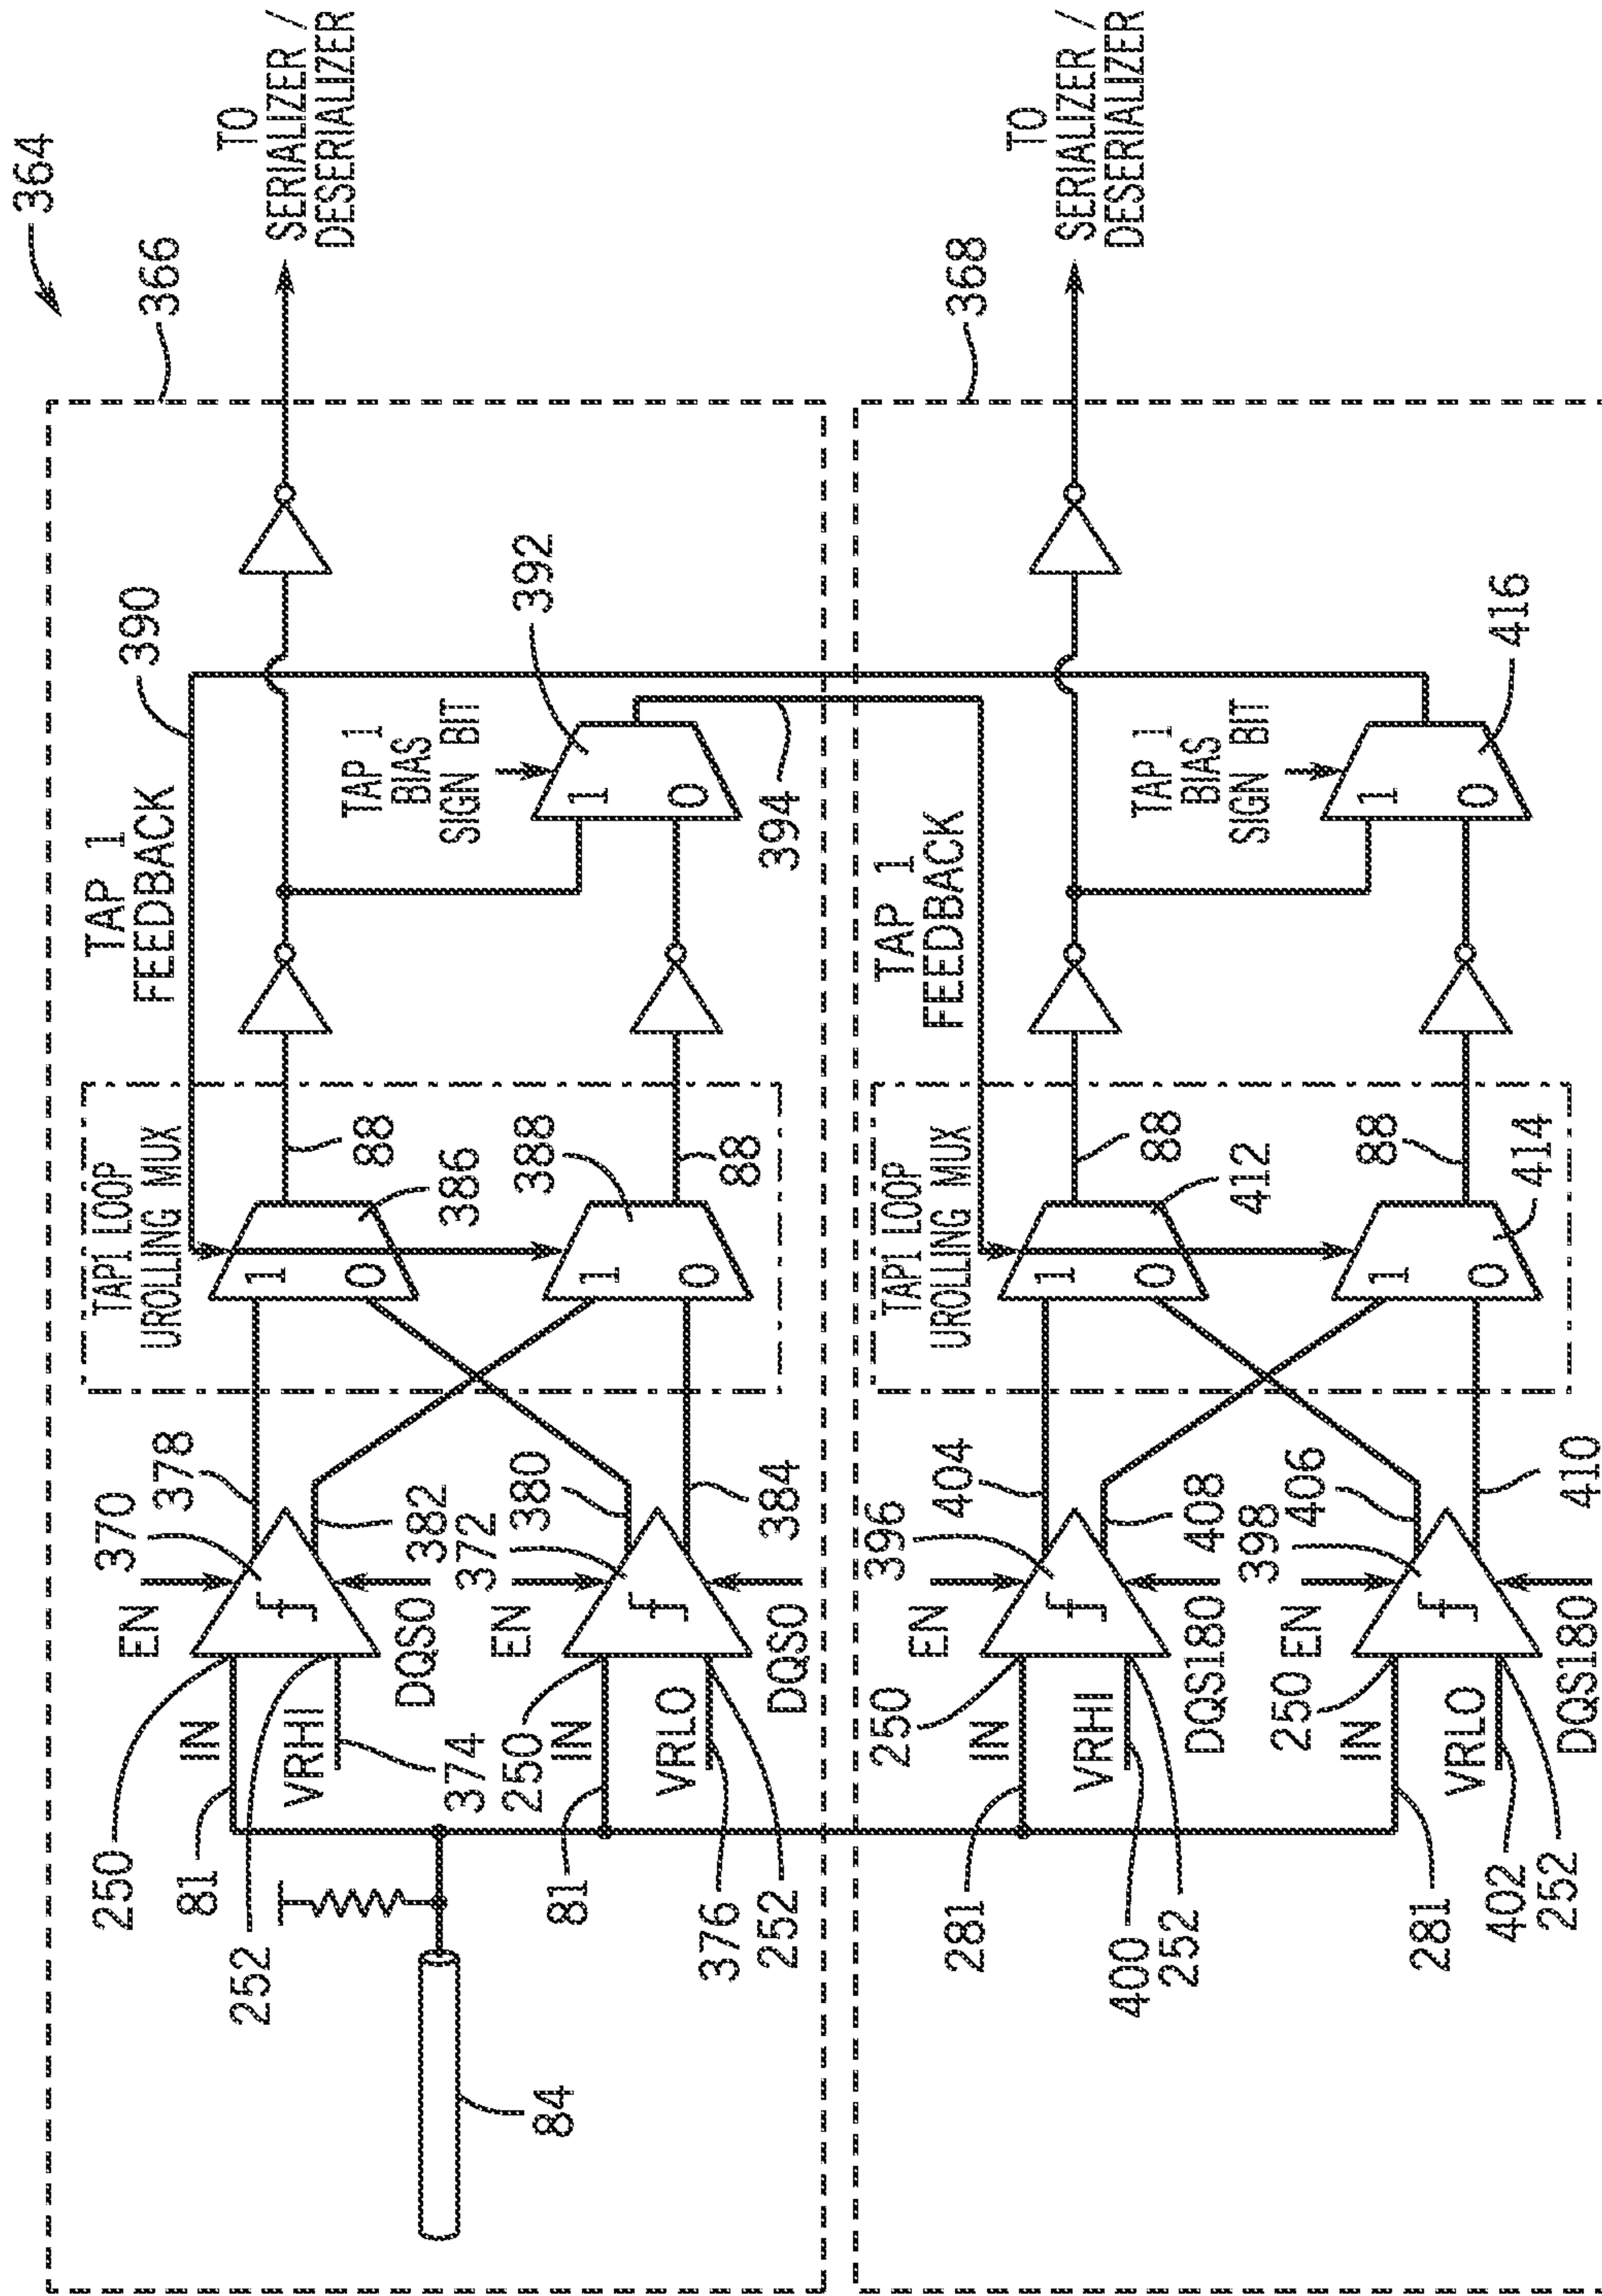 364
366
TO
SERIALIZER /
DESERIALIZER
TAP 1
FEEDBACK
390
TAP 1
BIAS
SIGN BIT
392
1
0
394
TAP1 LOOP
UROLLING MUX
1
0
88
386
1
0
388
88
EN
370
378
382
DQS0
EN
372
380
384
DQS0
250
IN
81
252
VRHI
374
250
IN
81
VRLO
376
252
84
368
TO
SERIALIZER /
DESERIALIZER
TAP 1
FEEDBACK
TAP 1
BIAS
SIGN BIT
1
0
416
TAP1 LOOP
UROLLING MUX
1
0
88
412
1
0
88
414
EN
396
404
408
DQS180
EN
398
406
410
DQS180
250
IN
281
VRHI
400
252
250
IN
281
VRLO
402
252